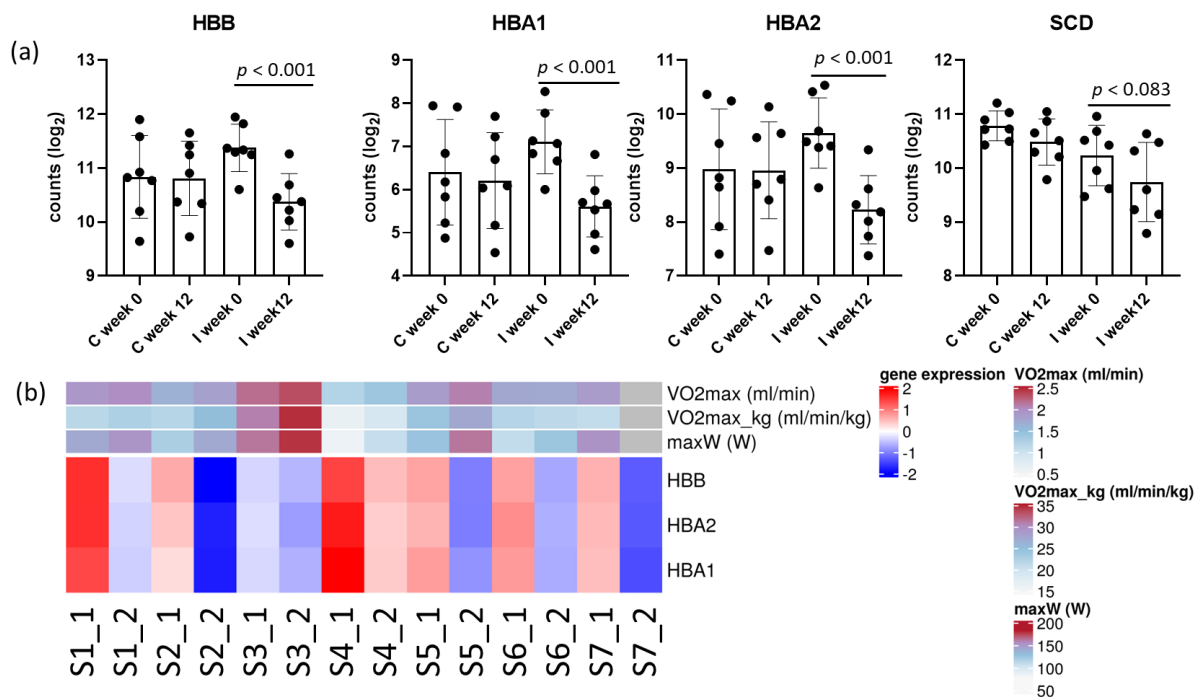 (a)
HBB
HBA1
HBA2
SCD
counts (log2)
13
12
11
10
9
p < 0.001
C week 0
C week 12
I week 0
I week12
counts (log2)
9
8
7
6
5
4
p < 0.001
C week 0
C week 12
I week 0
I week12
counts (log2)
11
10
9
8
7
p < 0.001
C week 0
C week 12
I week 0
I week12
counts (log2)
12
11
10
9
8
p < 0.083
C week 0
C week 12
I week 0
I week12
(b)
VO2max (ml/min)
VO2max_kg (ml/min/kg)
maxW (W)
HBB
HBA2
HBA1
S1_1
S1_2
S2_1
S2_2
S3_1
S3_2
S4_1
S4_2
S5_1
S5_2
S6_1
S6_2
S7_1
S7_2
gene expression
2
1
0
-1
-2
VO2max (ml/min)
2.5
2
1.5
1
0.5
VO2max_kg (ml/min/kg)
35
30
25
20
15
maxW (W)
200
150
100
50